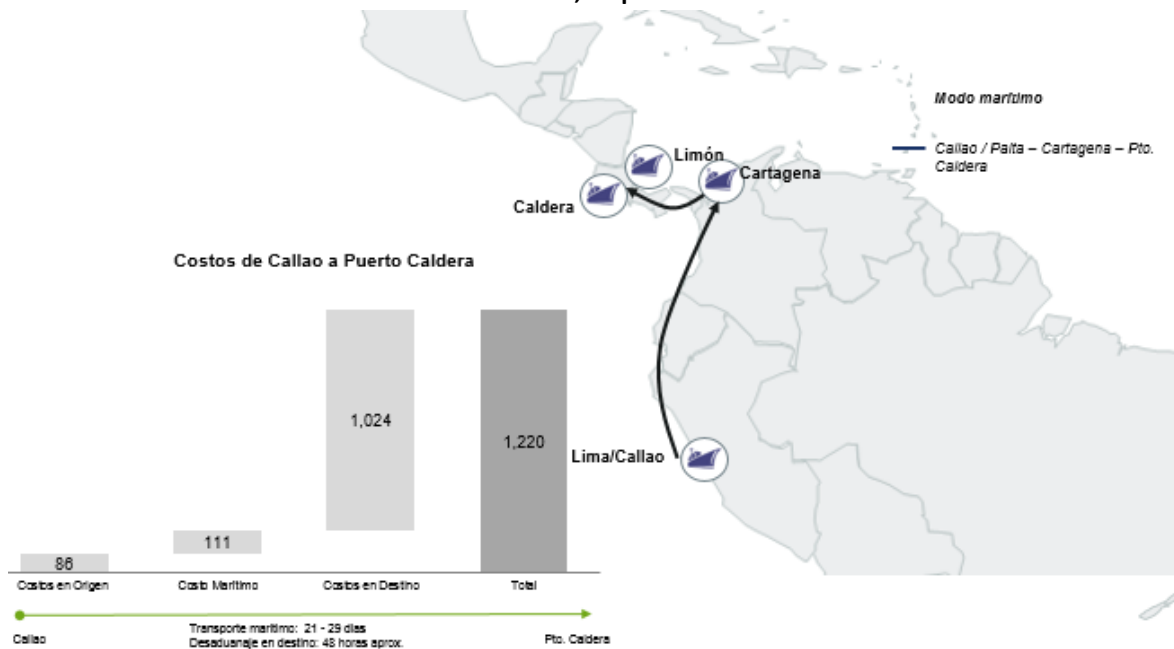 Modo marítimo
Callao / Paita – Cartagena – Pto.
Caldera
Limón
Cartagena
Caldera
Lima/Callao
Costos de Callao a Puerto Caldera
1,024
1,220
111
86
Costos en Origen
Costo Marítimo
Costos en Destino
Total
Callao
Transporte marítimo: 21 - 29 días
Desaduanaje en destino: 48 horas aprox.
Pto. Caldera